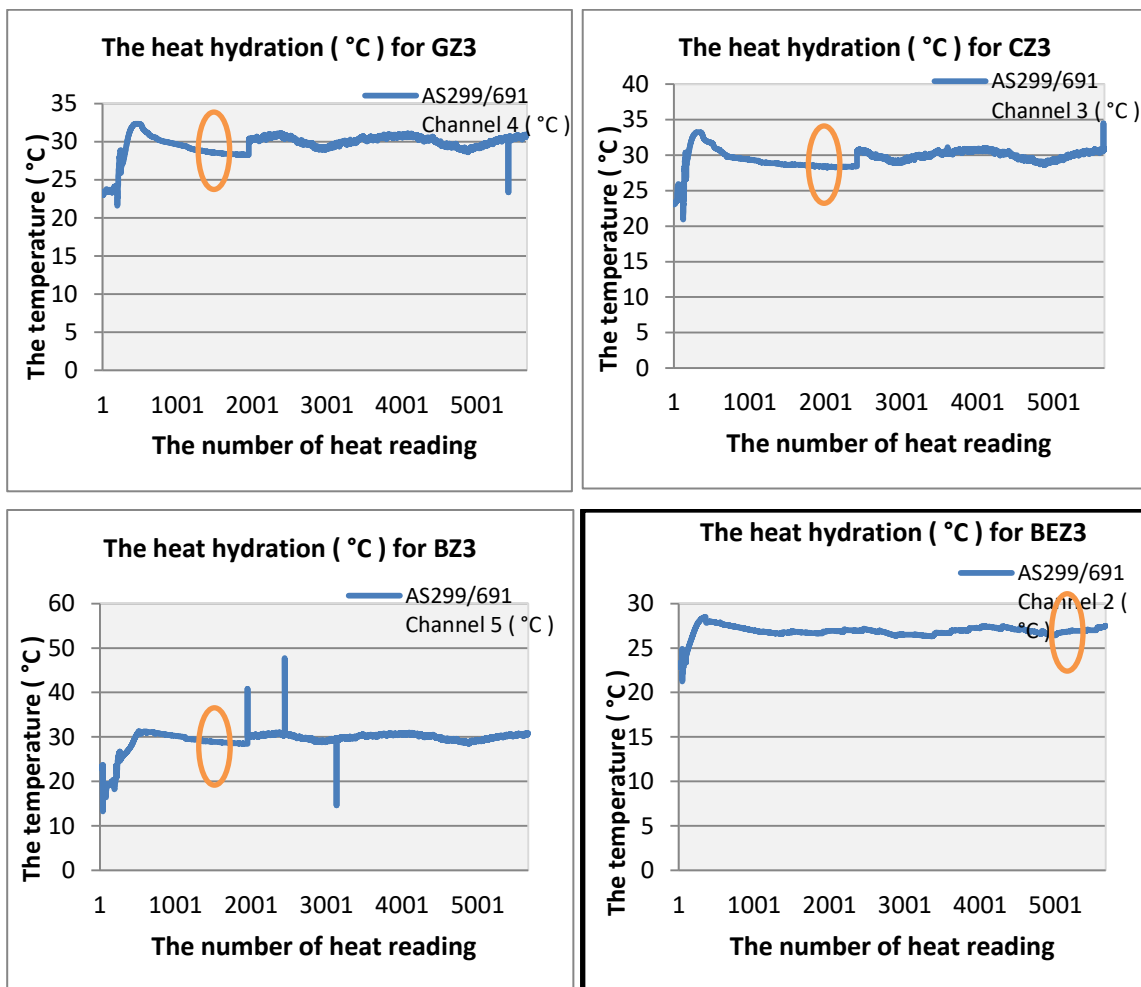 The heat hydration ( °C ) for GZ3
AS299/691
Channel 4 ( °C )
The temperature ( °C )
35
30
25
20
15
10
5
0
1 1001 2001 3001 4001 5001
The number of heat reading
The heat hydration ( °C ) for CZ3
AS299/691
Channel 3 ( °C )
The temperature ( °C )
40
35
30
25
20
15
10
5
0
1 1001 2001 3001 4001 5001
The number of heat reading
The heat hydration ( °C ) for BZ3
AS299/691
Channel 5 ( °C )
The temperature ( °C )
60
50
40
30
20
10
0
1 1001 2001 3001 4001 5001
The number of heat reading
The heat hydration ( °C ) for BEZ3
AS299/691
Channel 2 (
°C )
The temperature ( °C )
30
25
20
15
10
5
0
1 1001 2001 3001 4001 5001
The number of heat reading